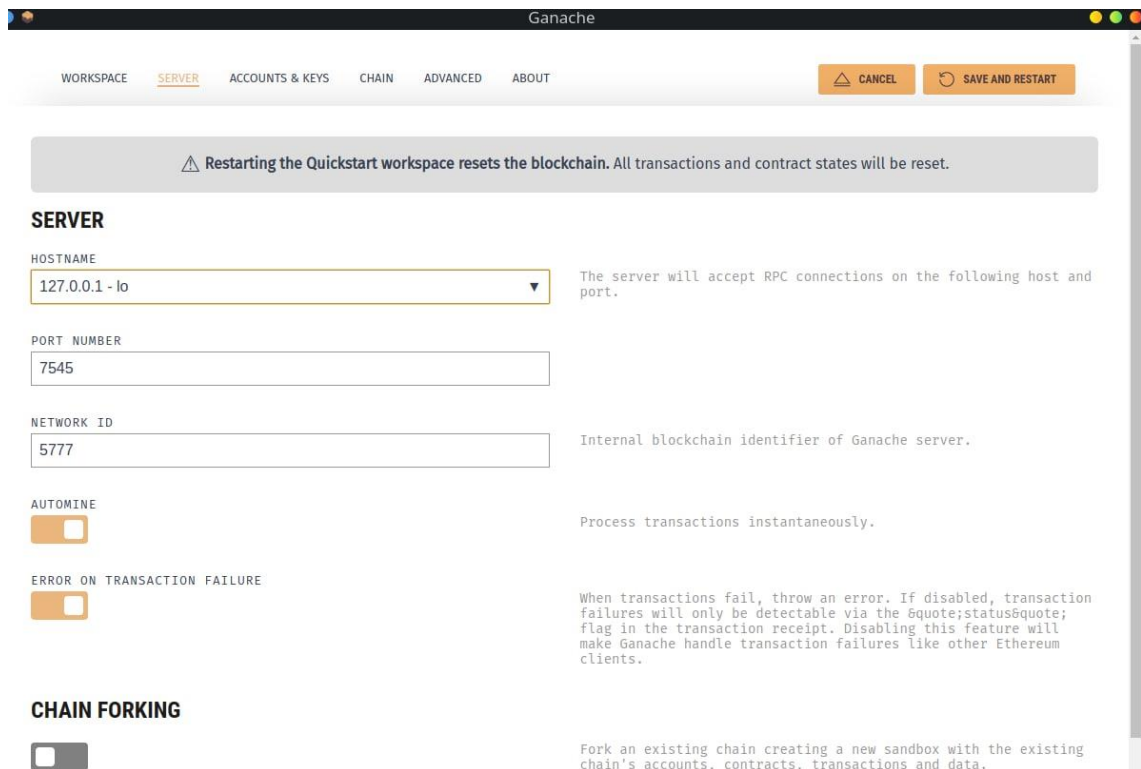 Ganache
WORKSPACE SERVER ACCOUNTS & KEYS CHAIN ADVANCED ABOUT CANCEL SAVE AND RESTART
⚠ Restarting the Quickstart workspace resets the blockchain. All transactions and contract states will be reset.
SERVER
HOSTNAME
127.0.0.1 - lo
The server will accept RPC connections on the following host and
port.
PORT NUMBER
7545
NETWORK ID
5777
Internal blockchain identifier of Ganache server.
AUTOMINE
Process transactions instantaneously.
ERROR ON TRANSACTION FAILURE
When transactions fail, throw an error. If disabled, transaction
failures will only be detectable via the &quote;status&quote;
flag in the transaction receipt. Disabling this feature will
make Ganache handle transaction failures like other Ethereum
clients.
CHAIN FORKING
Fork an existing chain creating a new sandbox with the existing
chain's accounts, contracts, transactions and data.